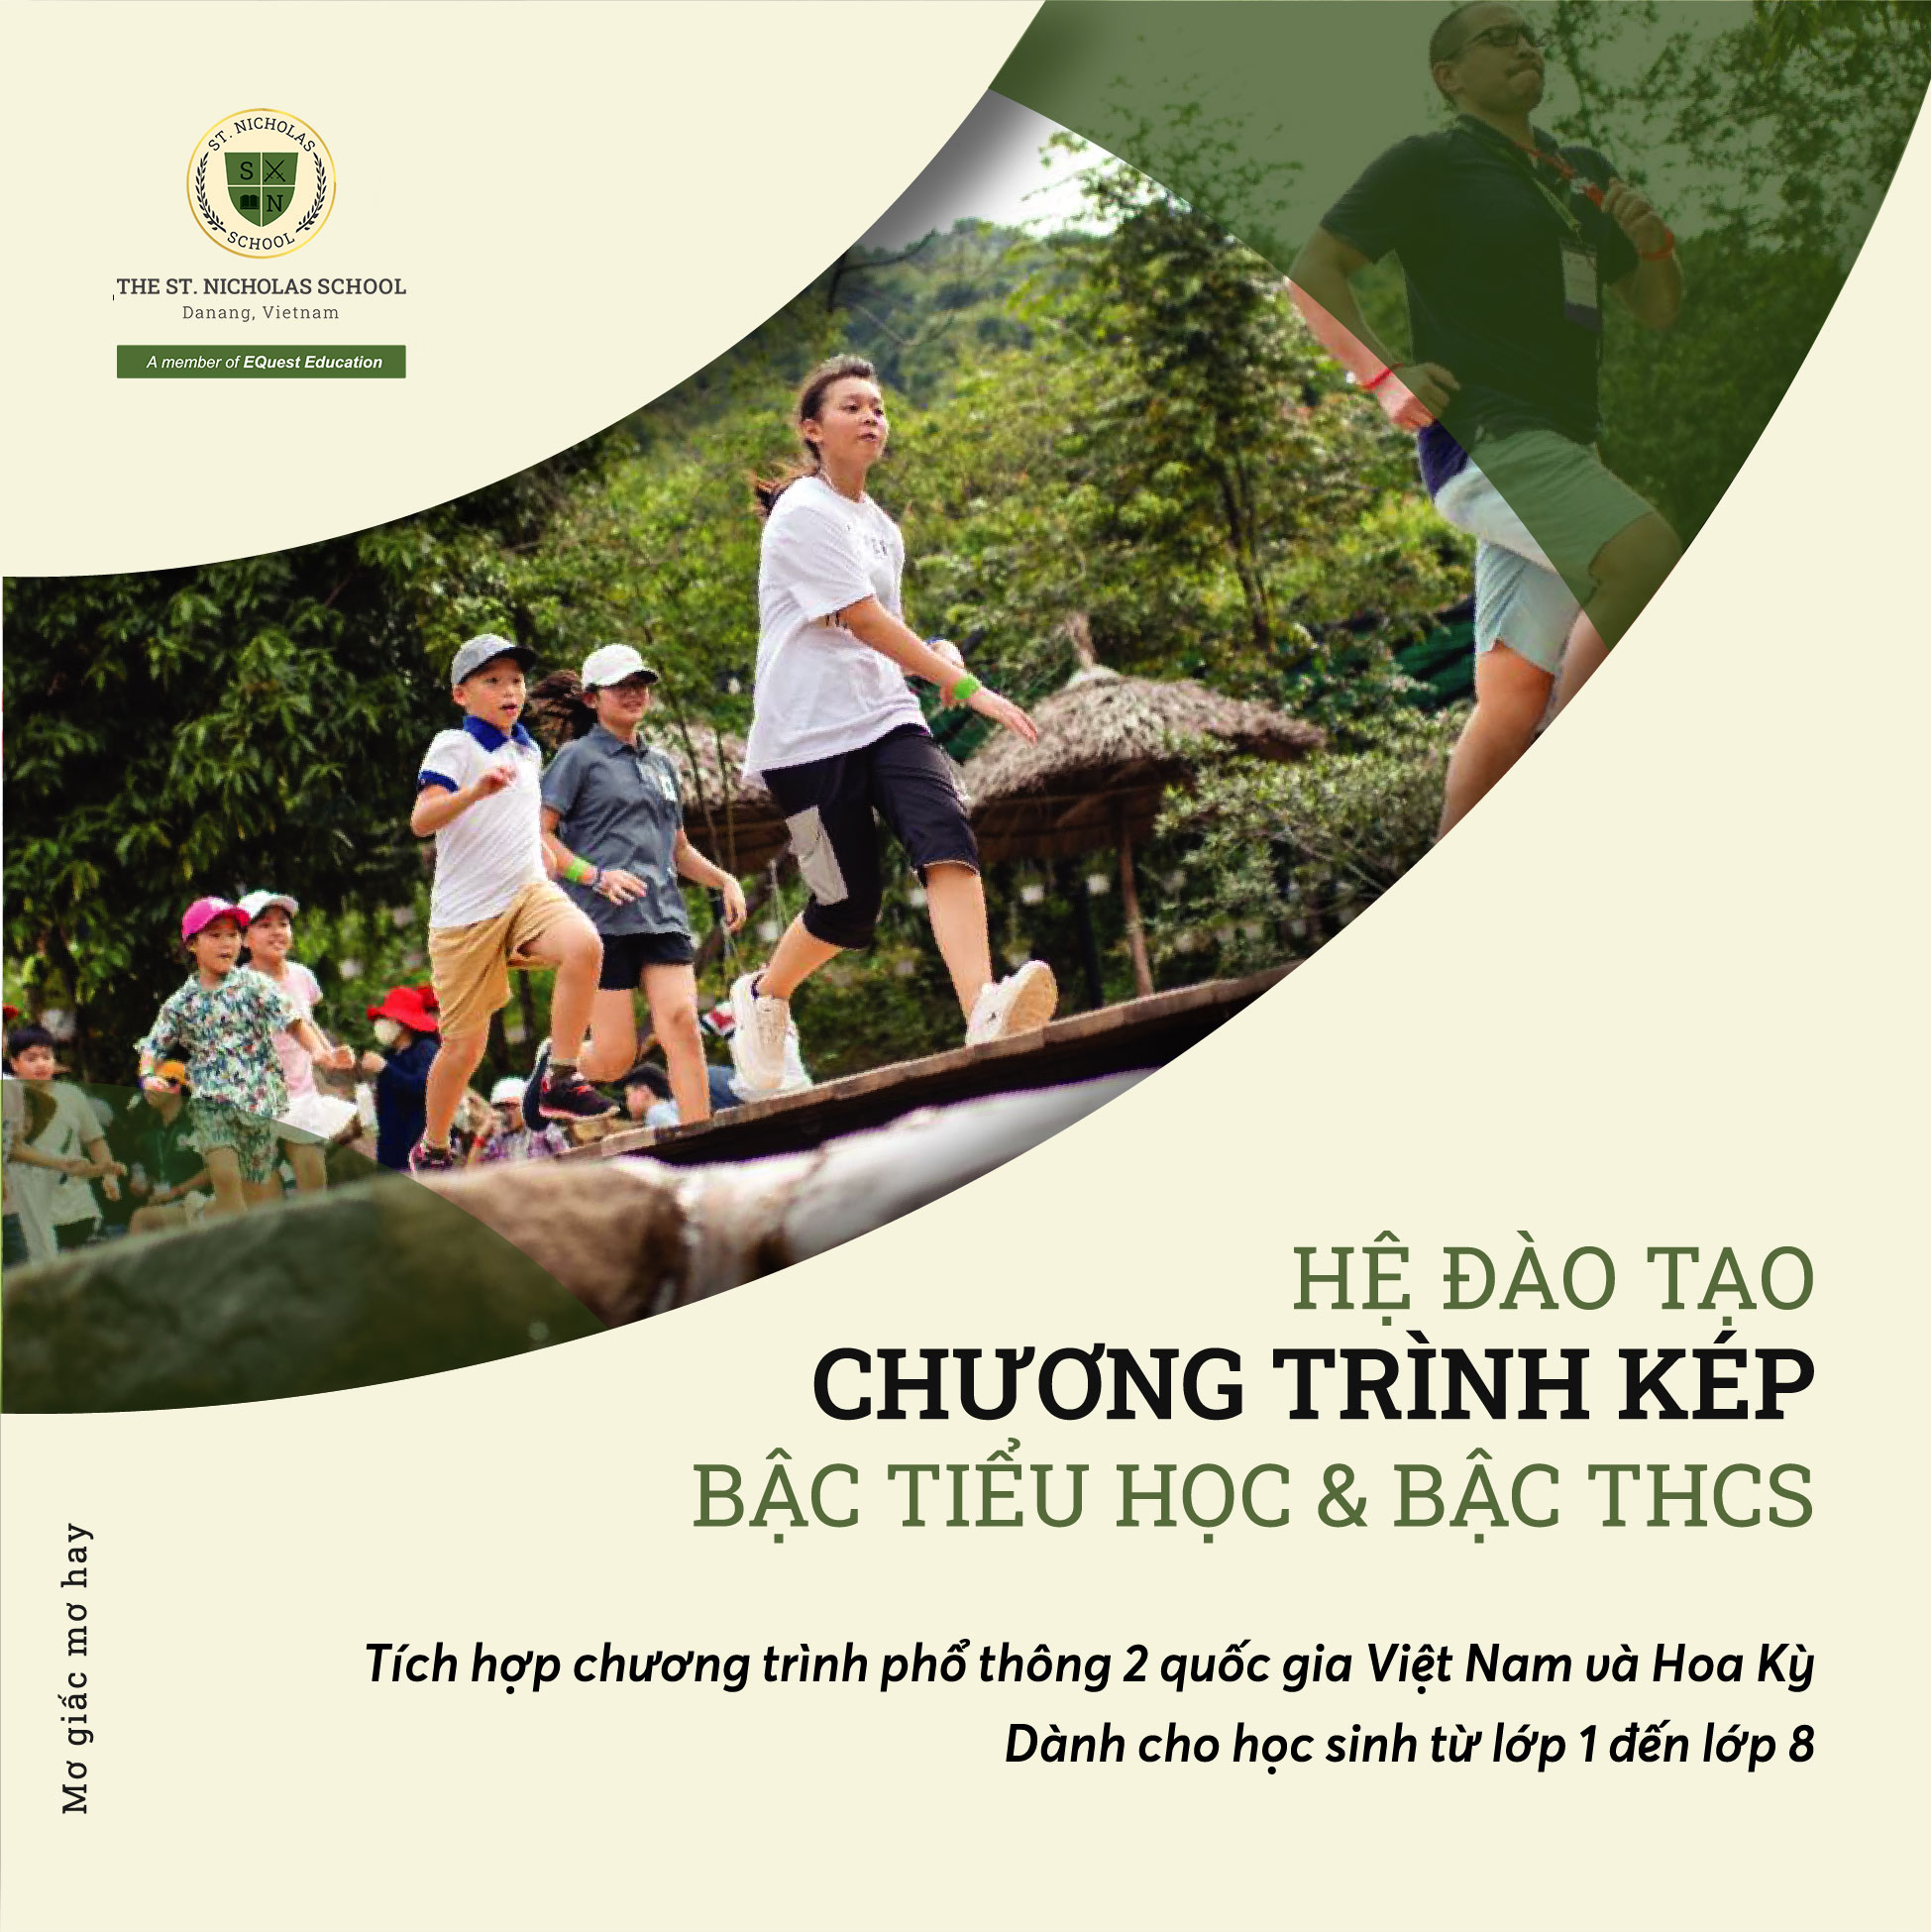 ST. NICHOLAS
S
N
SCHOOL
THE ST. NICHOLAS SCHOOL
Danang, Vietnam
A member of EQuest Education
HỆ ĐÀO TẠO
CHƯƠNG TRÌNH KÉP
BẬC TIỂU HỌC & BẬC THCS
Mơ giấc mơ hay
Tích hợp chương trình phổ thông 2 quốc gia Việt Nam và Hoa Kỳ
Dành cho học sinh từ lớp 1 đến lớp 8